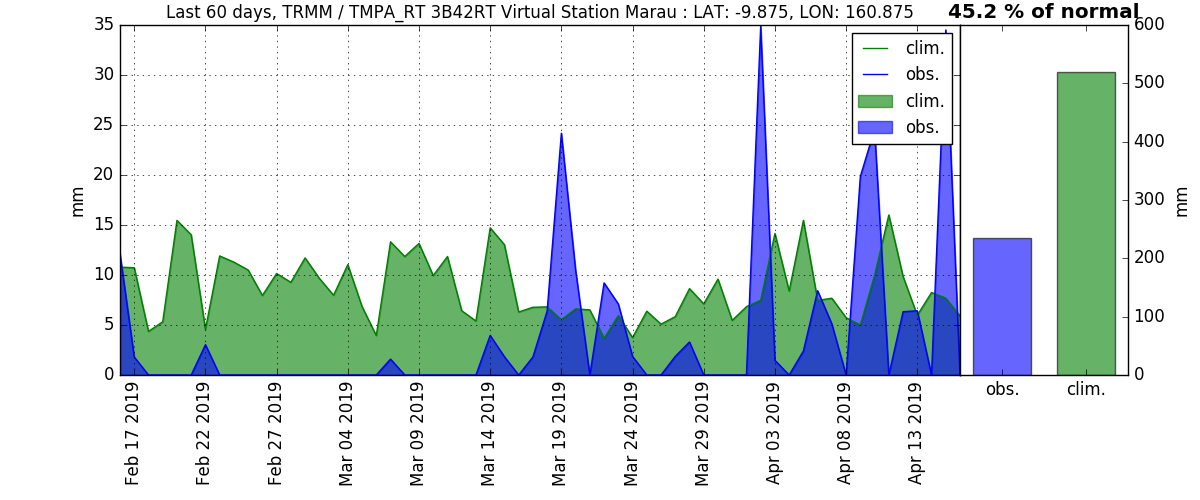 Last 60 days, TRMM / TMPA_RT 3B42RT Virtual Station Marau : LAT: -9.875, LON: 160.875
45.2 % of normal
35
30
25
20
15
10
5
0
mm
clim.
obs.
clim.
obs.
600
500
400
300
200
100
0
mm
obs.
clim.
Feb 17 2019
Feb 22 2019
Feb 27 2019
Mar 04 2019
Mar 09 2019
Mar 14 2019
Mar 19 2019
Mar 24 2019
Mar 29 2019
Apr 03 2019
Apr 08 2019
Apr 13 2019